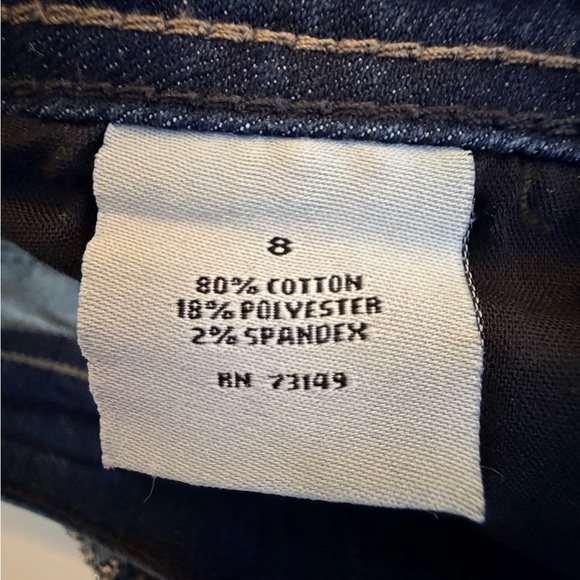 8
80% COTTON
18% POLYESTER
2% SPANDEX
RN 73149